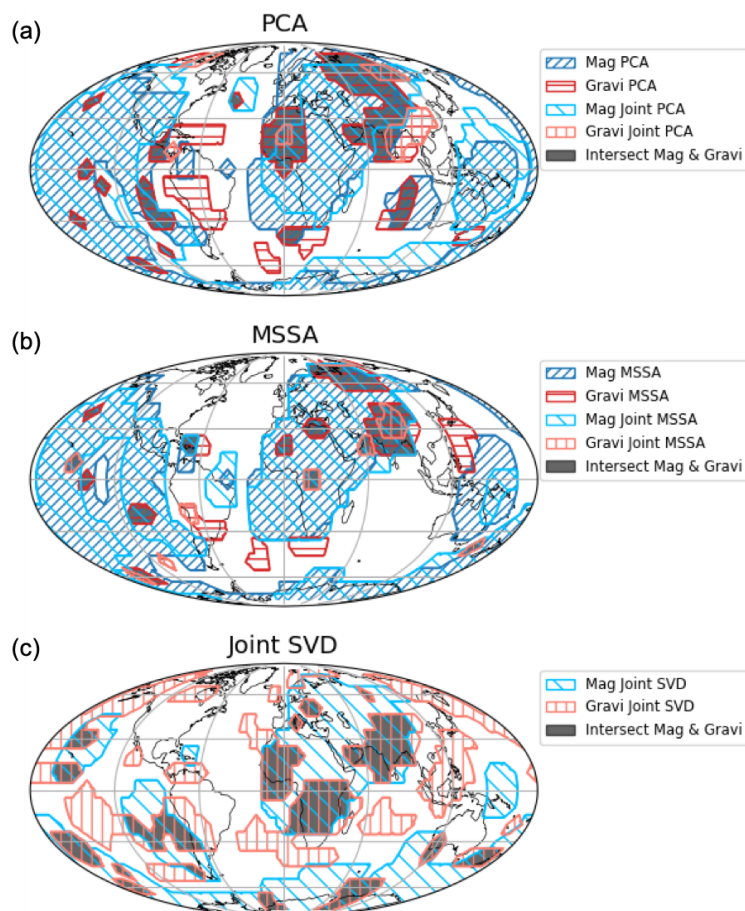 (a)
PCA
Mag PCA
Gravi PCA
Mag Joint PCA
Gravi Joint PCA
Intersect Mag & Gravi
(b)
MSSA
Mag MSSA
Gravi MSSA
Mag Joint MSSA
Gravi Joint MSSA
Intersect Mag & Gravi
(c)
Joint SVD
Mag Joint SVD
Gravi Joint SVD
Intersect Mag & Gravi